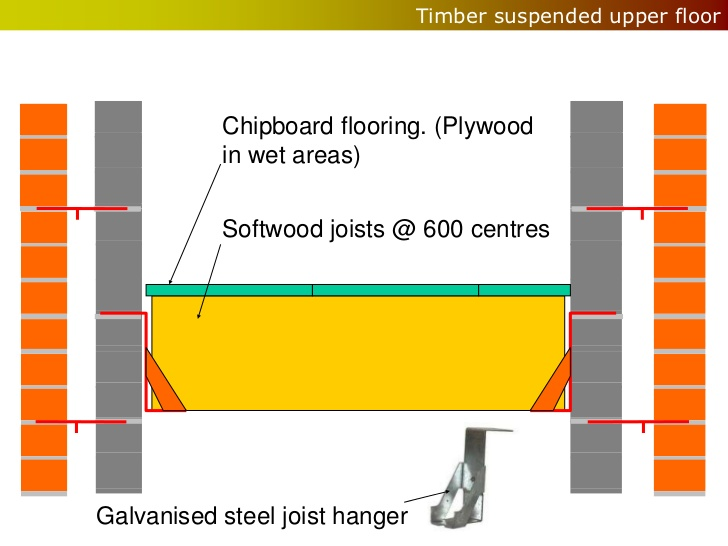 Timber suspended upper floor
Chipboard flooring. (Plywood
in wet areas)
Softwood joists @ 600 centres
Galvanised steel joist hanger